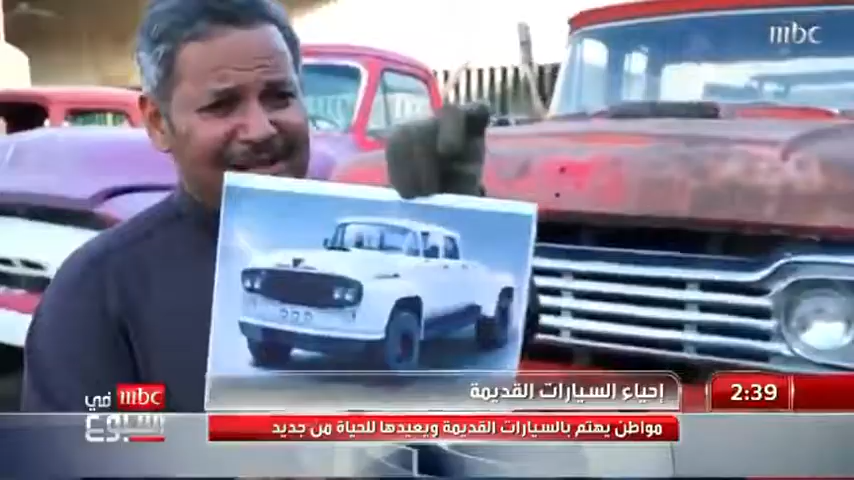 mbc
إحياء السيارات القديمة
2:39
مواطن يهتم بالسيارات القديمة ويعيدها للحياة من جديد
mbc في
أسبوع